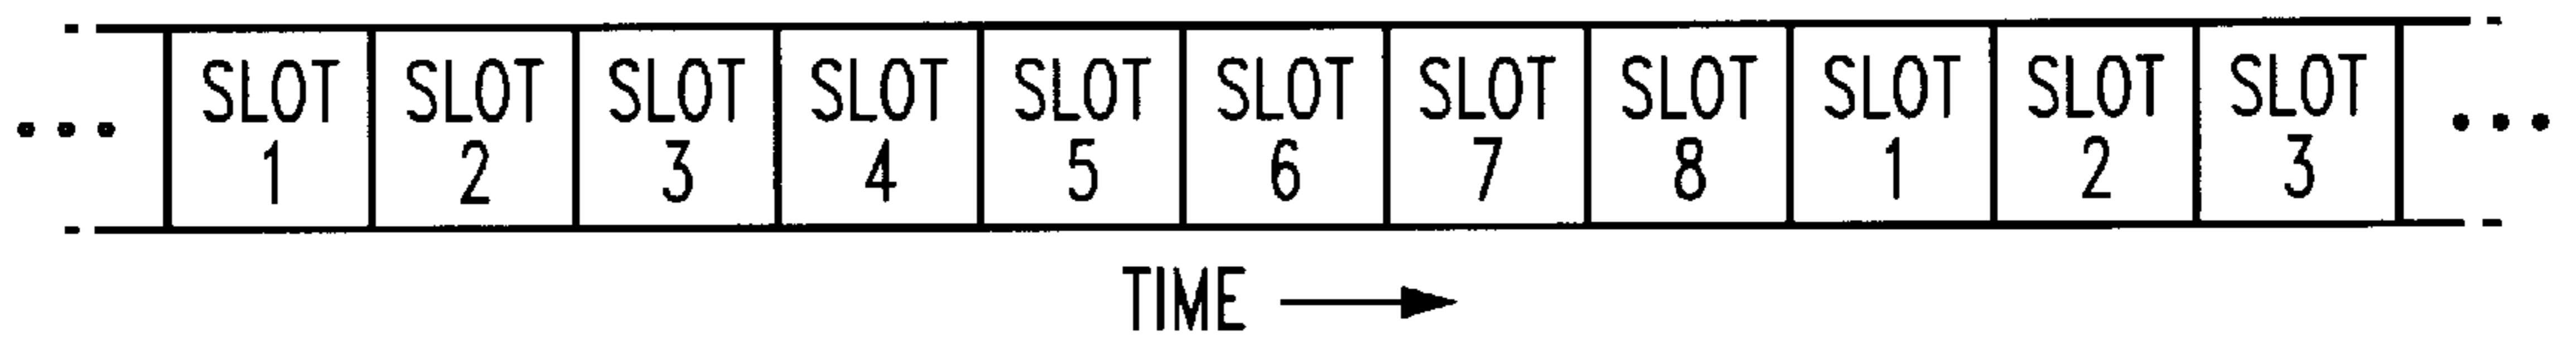 ... SLOT SLOT SLOT SLOT SLOT SLOT SLOT SLOT SLOT SLOT SLOT ...
1 2 3 4 5 6 7 8 1 2 3
TIME